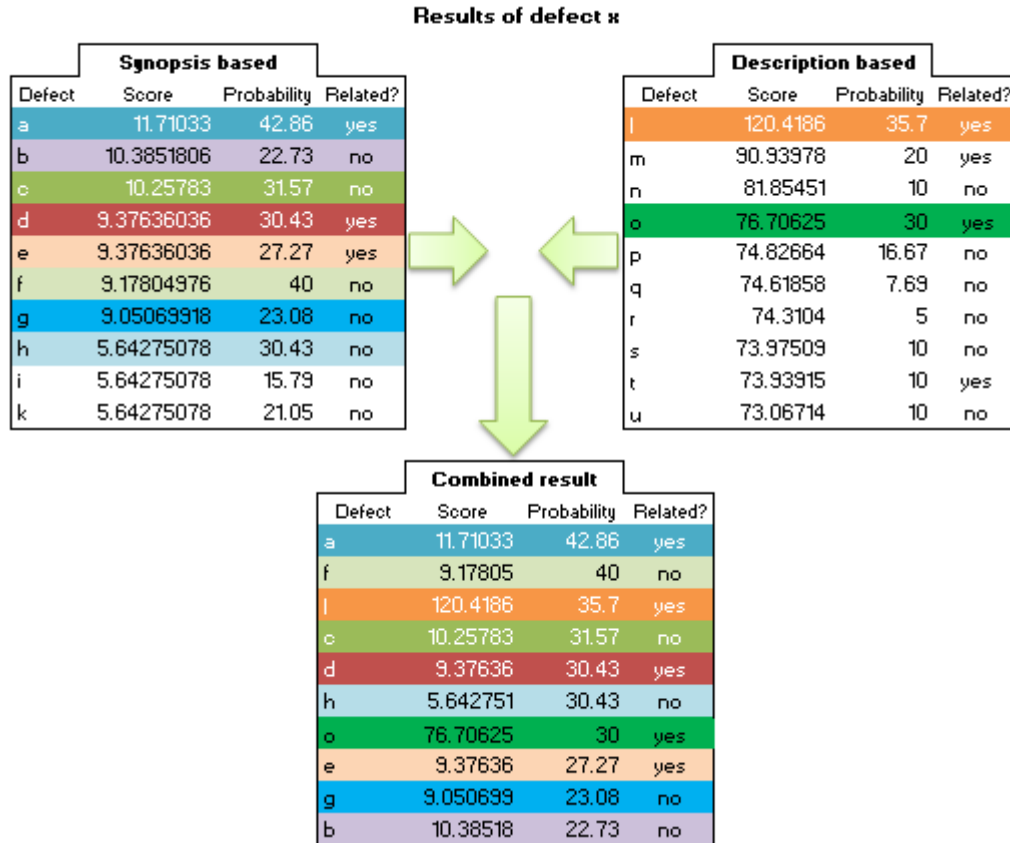 Results of defect x
Synopsis based
Defect Score Probability Related?
a 11.71033 42.86 yes
b 10.3851806 22.73 no
c 10.25783 31.57 no
d 9.37636036 30.43 yes
e 9.37636036 27.27 yes
f 9.17804976 40 no
g 9.05069918 23.08 no
h 5.64275078 30.43 no
i 5.64275078 15.79 no
k 5.64275078 21.05 no
Description based
Defect Score Probability Related?
l 120.4186 35.7 yes
m 90.93978 20 yes
n 81.85451 10 no
o 76.70625 30 yes
p 74.82664 16.67 no
q 74.61858 7.69 no
r 74.3104 5 no
s 73.97509 10 no
t 73.93915 10 yes
u 73.06714 10 no
Combined result
Defect Score Probability Related?
a 11.71033 42.86 yes
f 9.17805 40 no
l 120.4186 35.7 yes
c 10.25783 31.57 no
d 9.37636 30.43 yes
h 5.642751 30.43 no
o 76.70625 30 yes
e 9.37636 27.27 yes
g 9.050699 23.08 no
b 10.38518 22.73 no